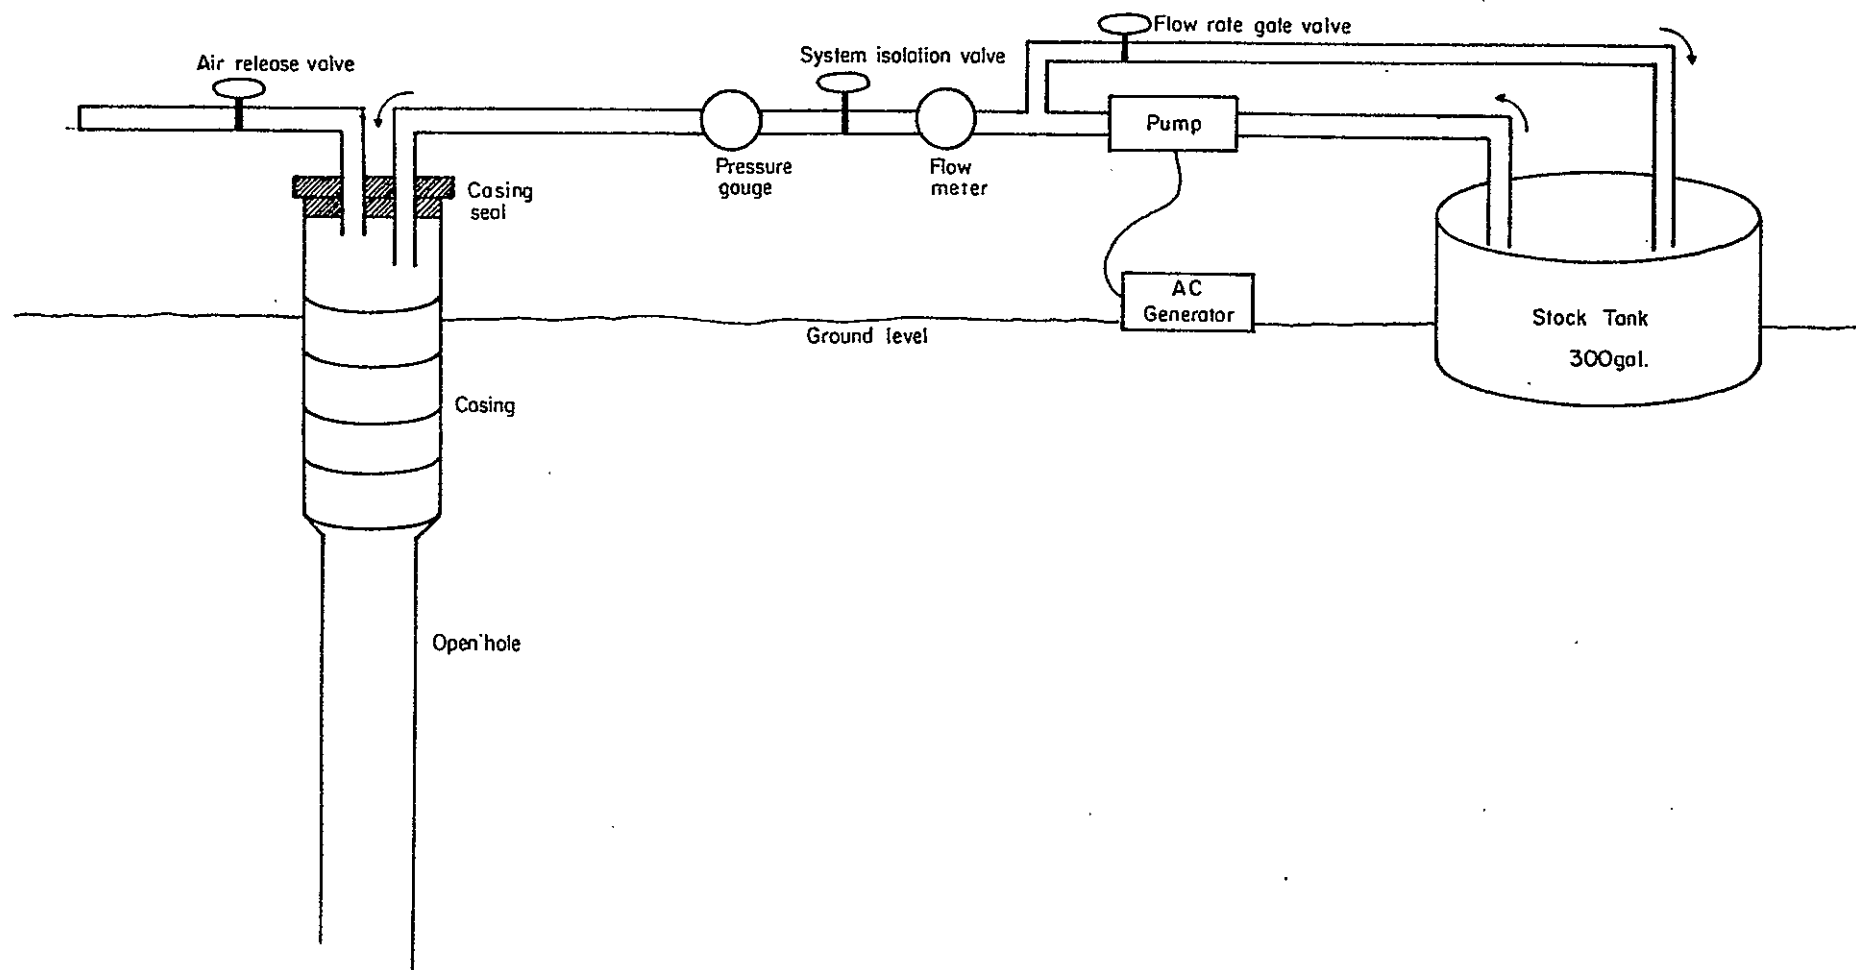 Flow rate gate valve
System isolation valve
Air release valve
Pump
Pressure
gauge
Flow
meter
Casing
seal
AC
Generator
Ground level
Stock Tank
300gal.
Casing
Open hole